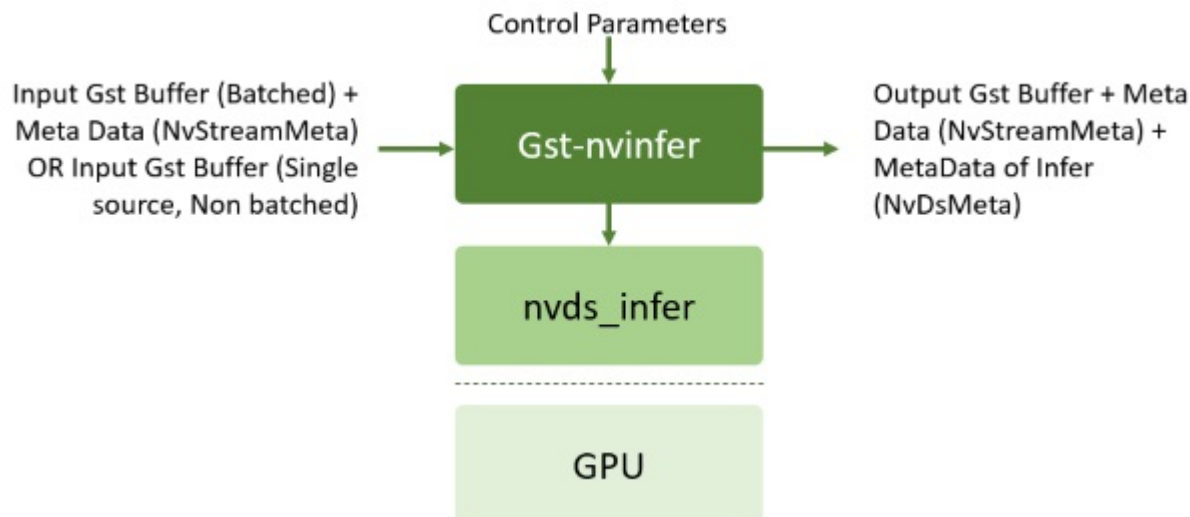 Control Parameters
Input Gst Buffer (Batched) +
Meta Data (NvStreamMeta)
OR Input Gst Buffer (Single
source, Non batched)
Gst-nvinfer
Output Gst Buffer + Meta
Data (NvStreamMeta) +
MetaData of Infer
(NvDsMeta)
nvds_infer
GPU